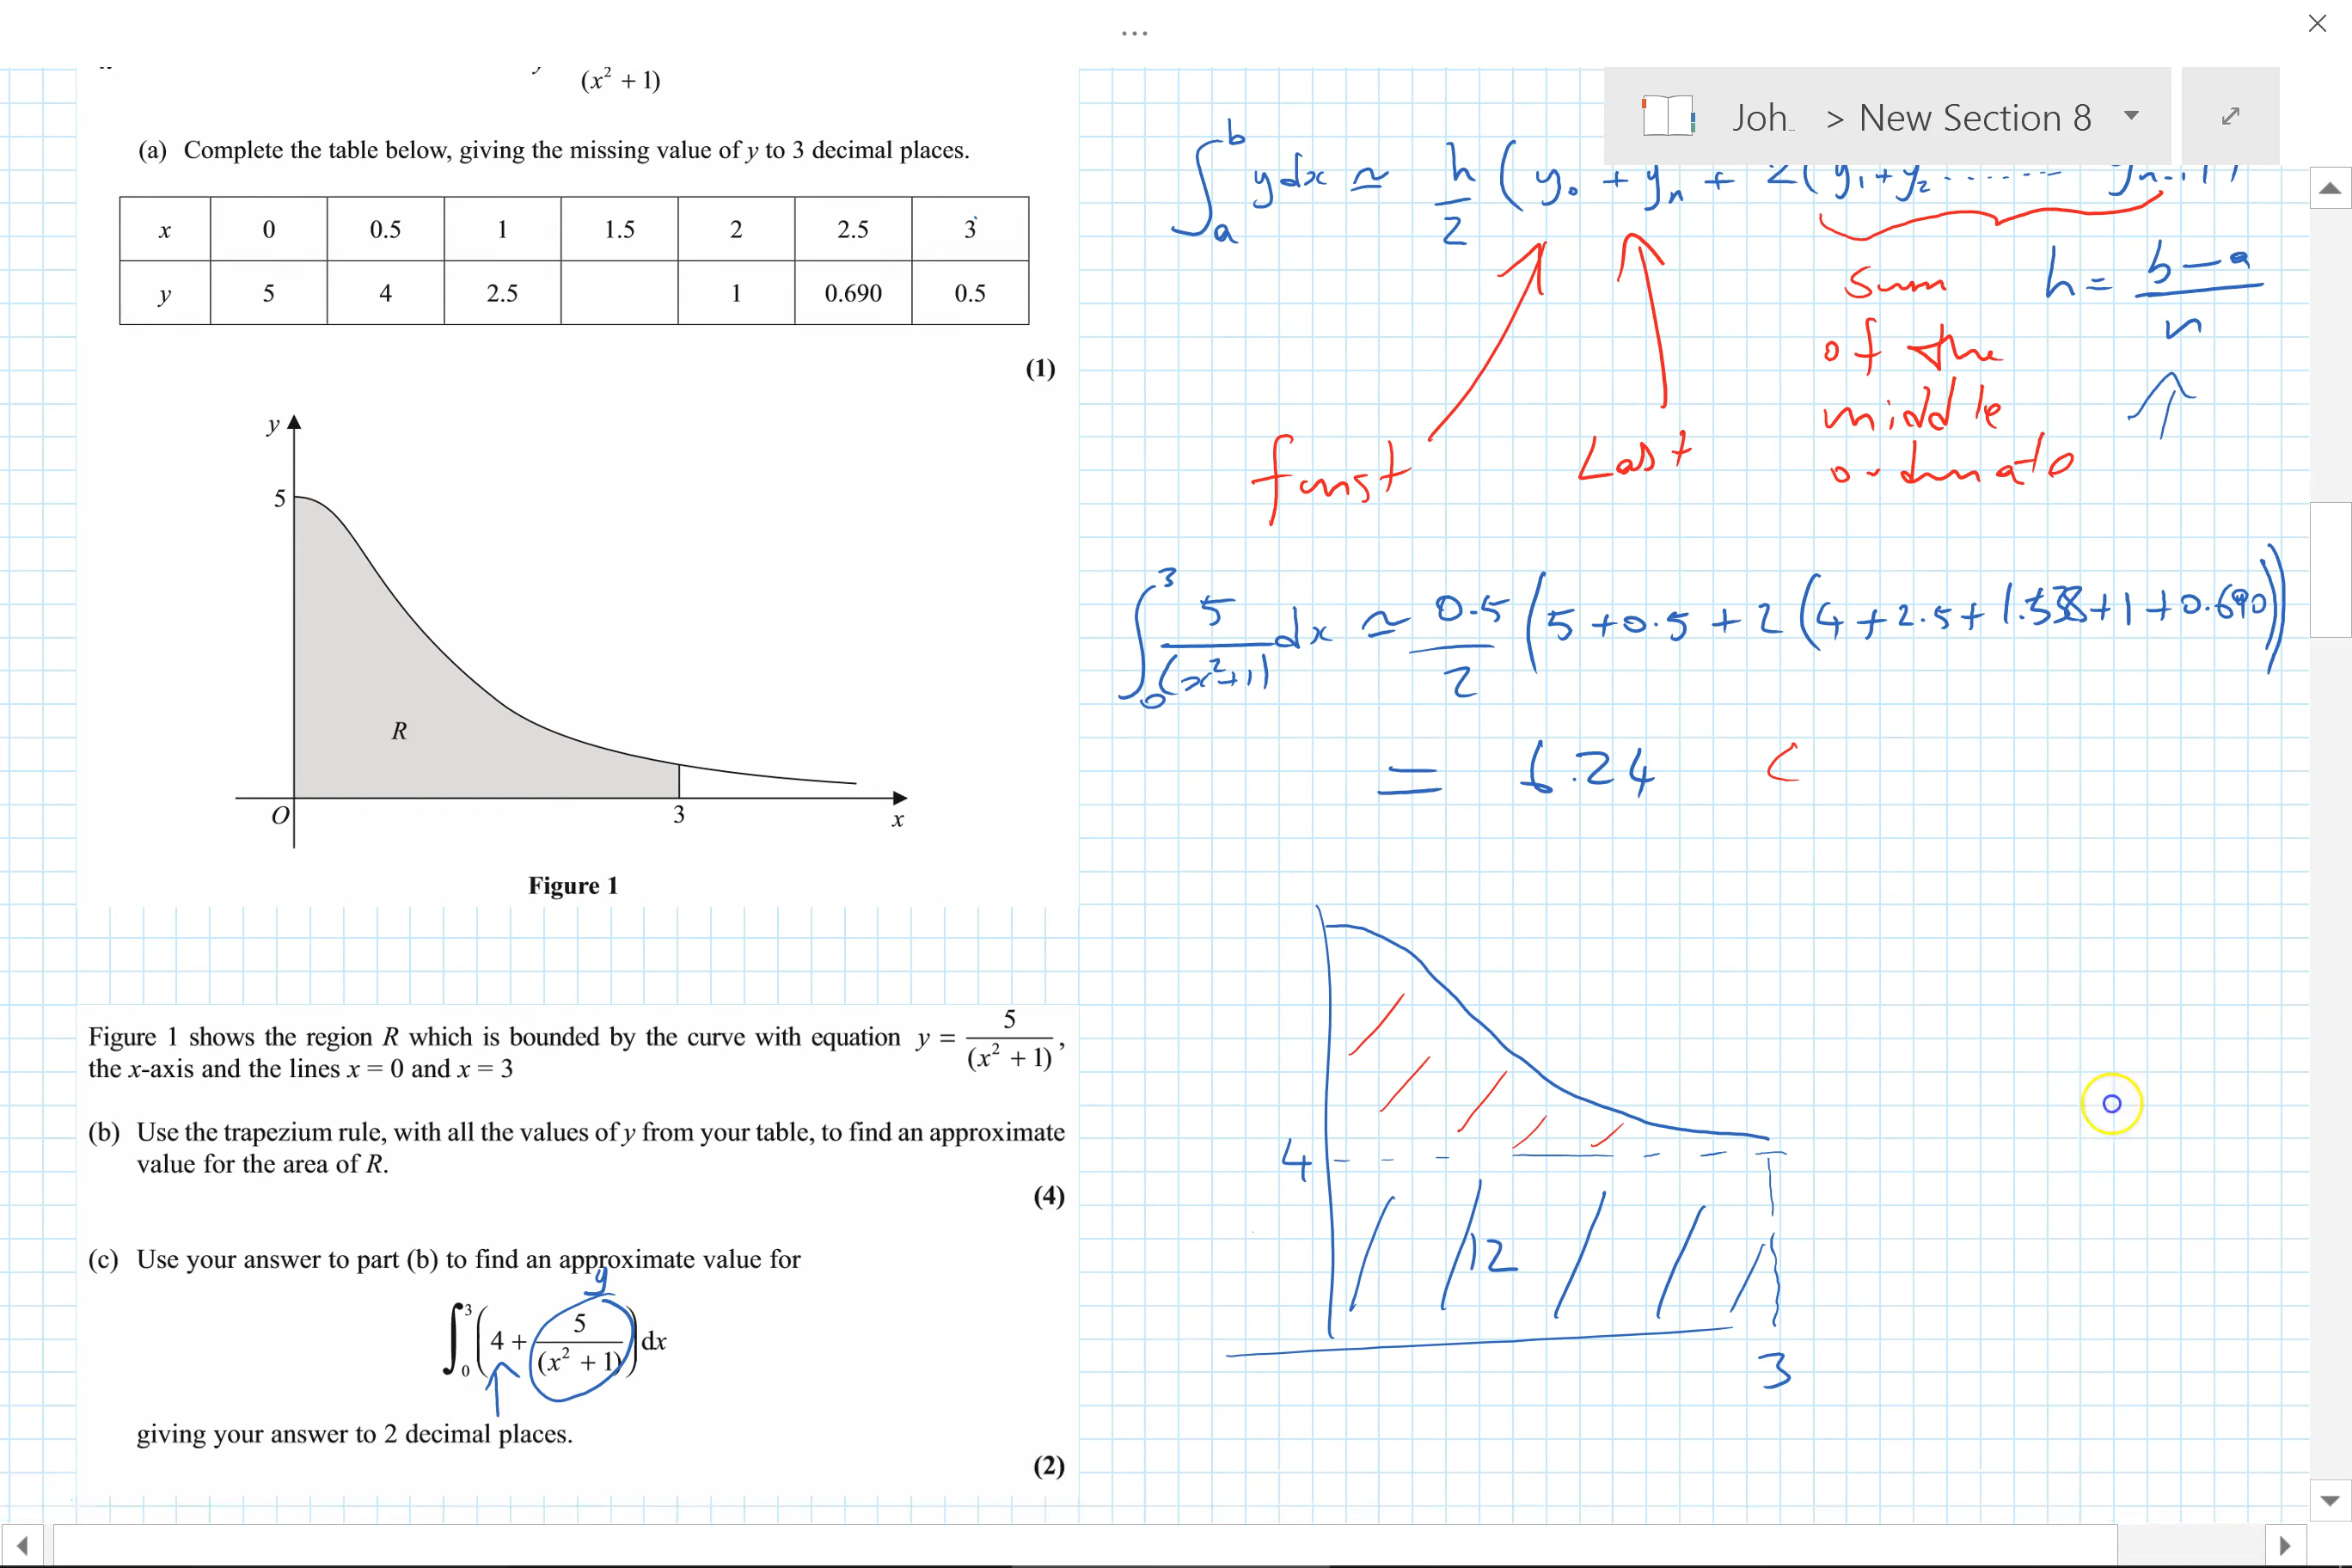 (x² + 1)
Joh... > New Section 8
(a) Complete the table below, giving the missing value of y to 3 decimal places.
x 0 0.5 1 1.5 2 2.5 3
y 5 4 2.5 1 0.690 0.5
(1)
y
5
R
O
3
x
Figure 1
Figure 1 shows the region R which is bounded by the curve with equation y = 5/(x² + 1),
the x-axis and the lines x = 0 and x = 3
(b) Use the trapezium rule, with all the values of y from your table, to find an approximate
value for the area of R.
(4)
(c) Use your answer to part (b) to find an approximate value for
y
∫₀³ (4 + 5/(x² + 1)) dx
giving your answer to 2 decimal places.
(2)
∫ₐᵇ y dx ≃ h/2 (y₀ + yₙ + 2(y₁ + y₂ ....... yₙ₋₁))
h = b − a / n
first
Last
sum
of the
middle
ordinate
∫₀³ 5/(x²+1) dx ≃ 0.5/2 (5 + 0.5 + 2(4 + 2.5 + 1.538 + 1 + 0.690))
= 6.24
4
12
3